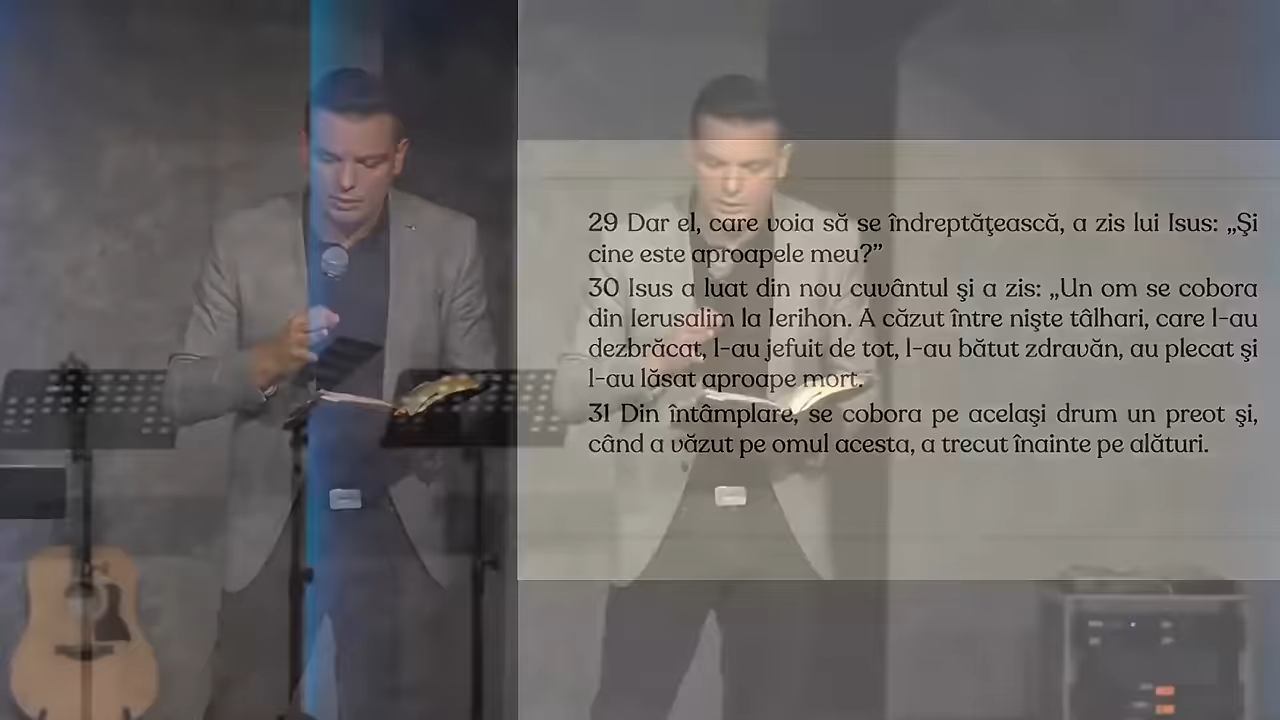 29 Dar el, care voia să se îndreptăţească, a zis lui Isus: „Şi
cine este aproapele meu?”
30 Isus a luat din nou cuvântul şi a zis: „Un om se cobora
din Ierusalim la Ierihon. A căzut între nişte tâlhari, care l-au
dezbrăcat, l-au jefuit de tot, l-au bătut zdravăn, au plecat şi
l-au lăsat aproape mort.
31 Din întâmplare, se cobora pe acelaşi drum un preot şi,
când a văzut pe omul acesta, a trecut înainte pe alături.